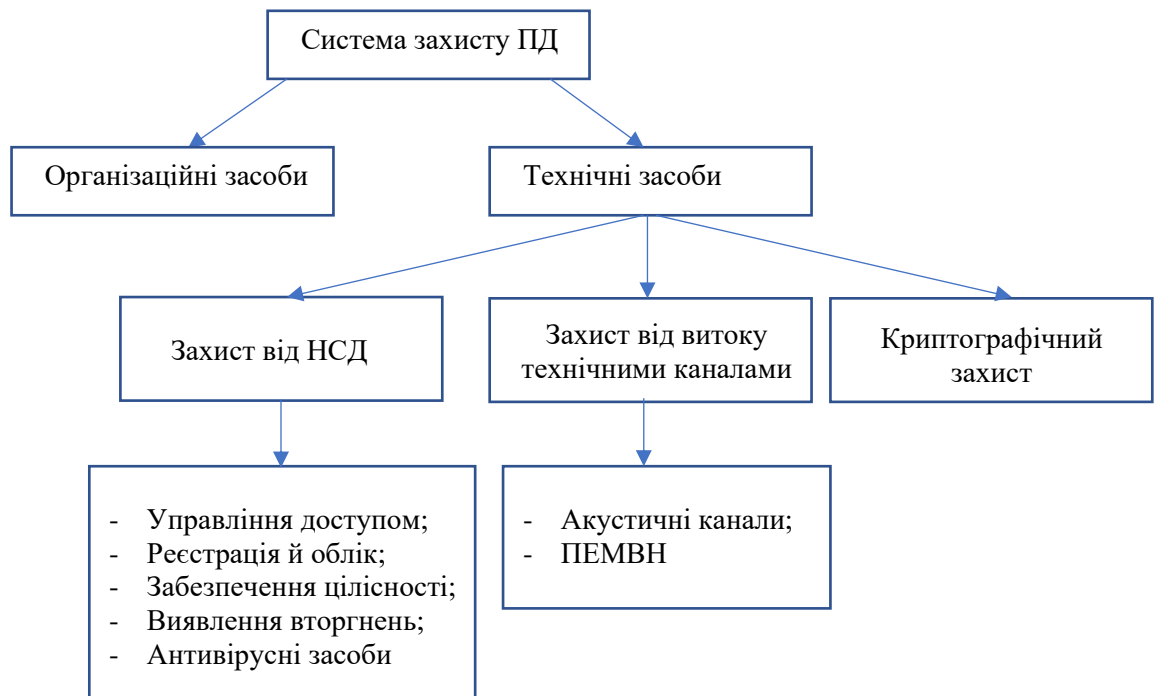 Система захисту ПД
Організаційні засоби
Технічні засоби
Захист від НСД
Захист від витоку
технічними каналами
Криптографічний
захист
- Управління доступом;
- Реєстрація й облік;
- Забезпечення цілісності;
- Виявлення вторгнень;
- Антивірусні засоби
- Акустичні канали;
- ПЕМВН